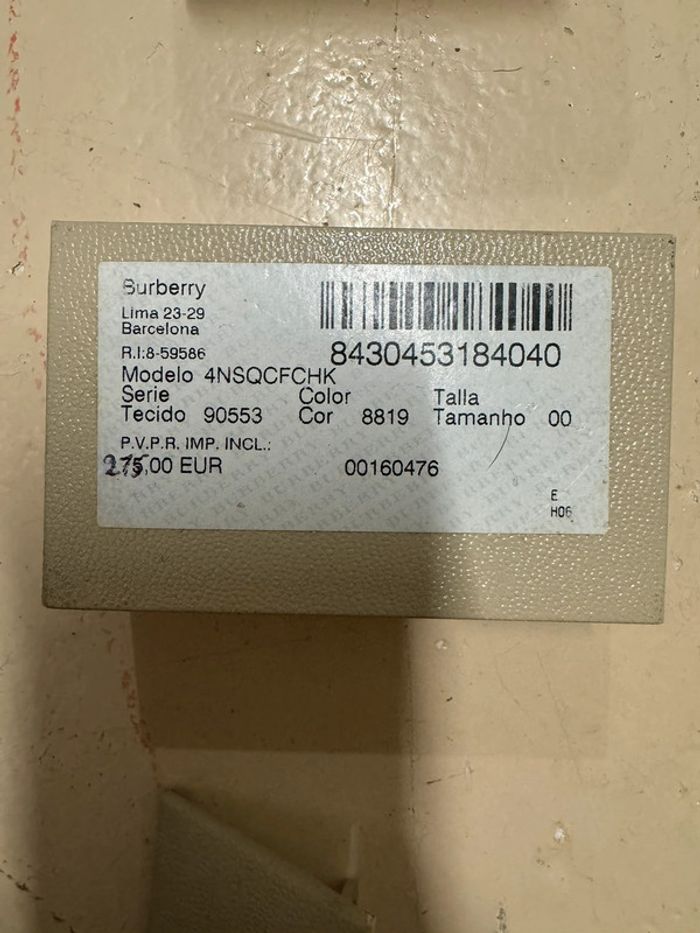 Burberry
Lima 23-29
Barcelona
R.I:8-59586
8430453184040
Modelo 4NSQCFCHK
Serie Color Talla
Tecido 90553 Cor 8819 Tamanho 00
P.V.P.R. IMP. INCL.:
275,00 EUR 00160476
E
H06